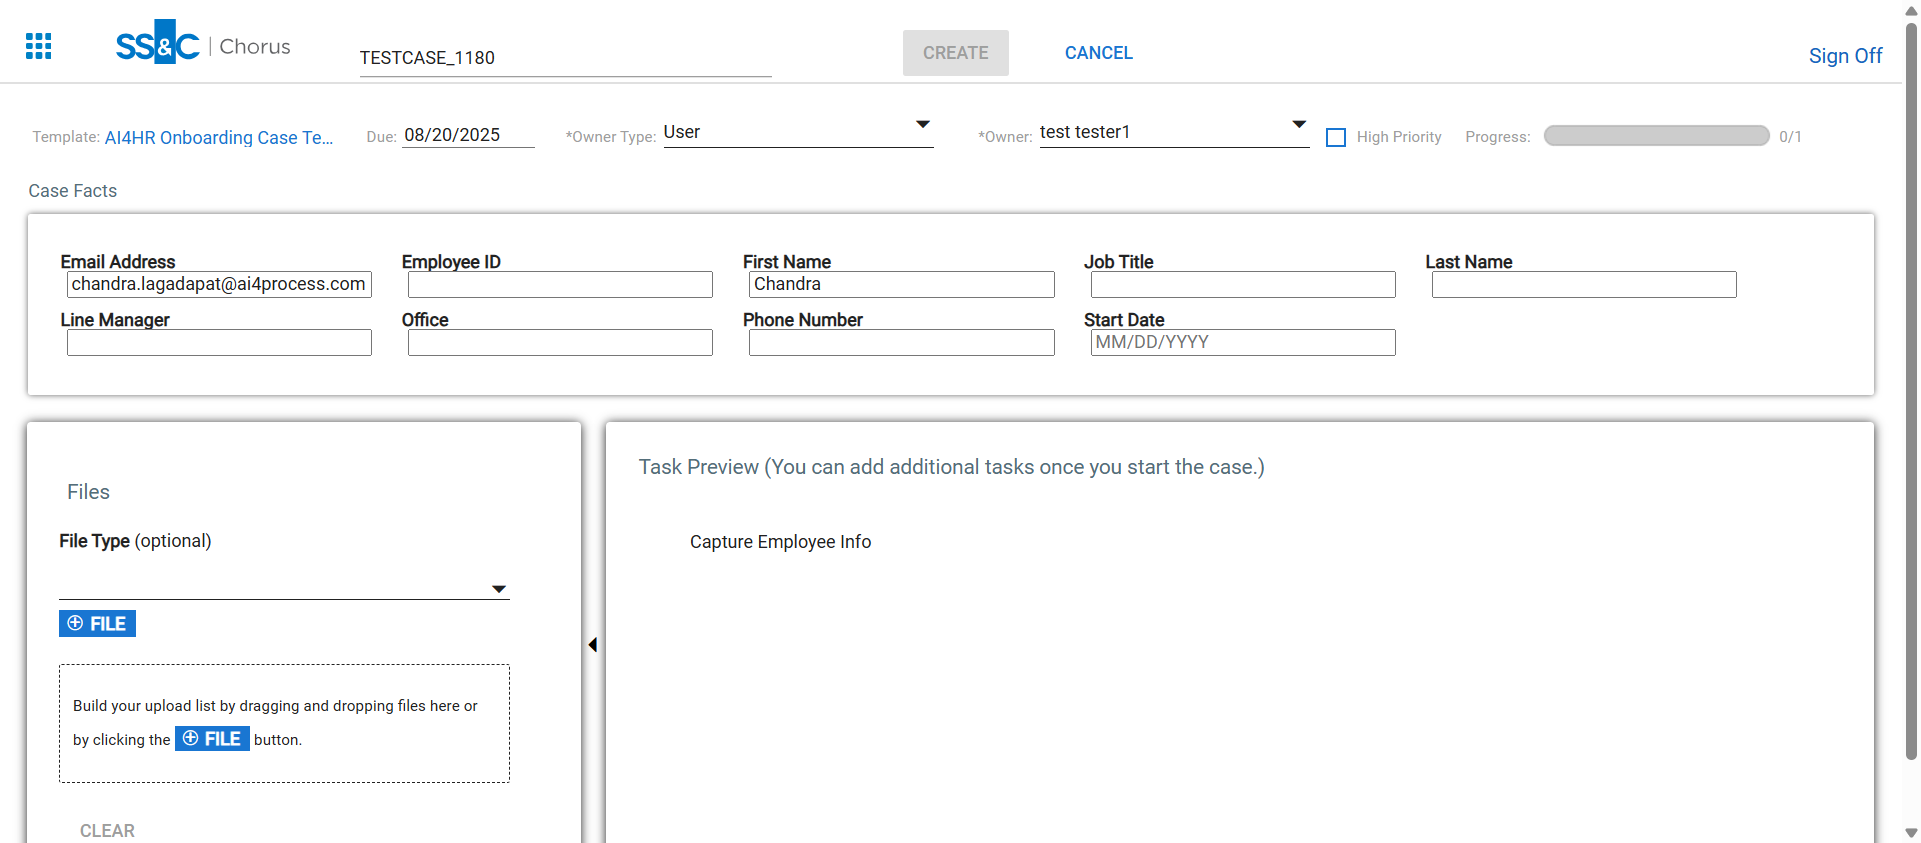 SS&C | Chorus
TESTCASE_1180
CREATE
CANCEL
Sign Off
Template: AI4HR Onboarding Case Te...
Due: 08/20/2025
*Owner Type: User
*Owner: test tester1
High Priority
Progress: 0/1
Case Facts
Email Address
chandra.lagadapat@ai4process.com
Employee ID
First Name
Chandra
Job Title
Last Name
Line Manager
Office
Phone Number
Start Date
MM/DD/YYYY
Files
File Type (optional)
FILE
Build your upload list by dragging and dropping files here or
by clicking the FILE button.
CLEAR
Task Preview (You can add additional tasks once you start the case.)
Capture Employee Info